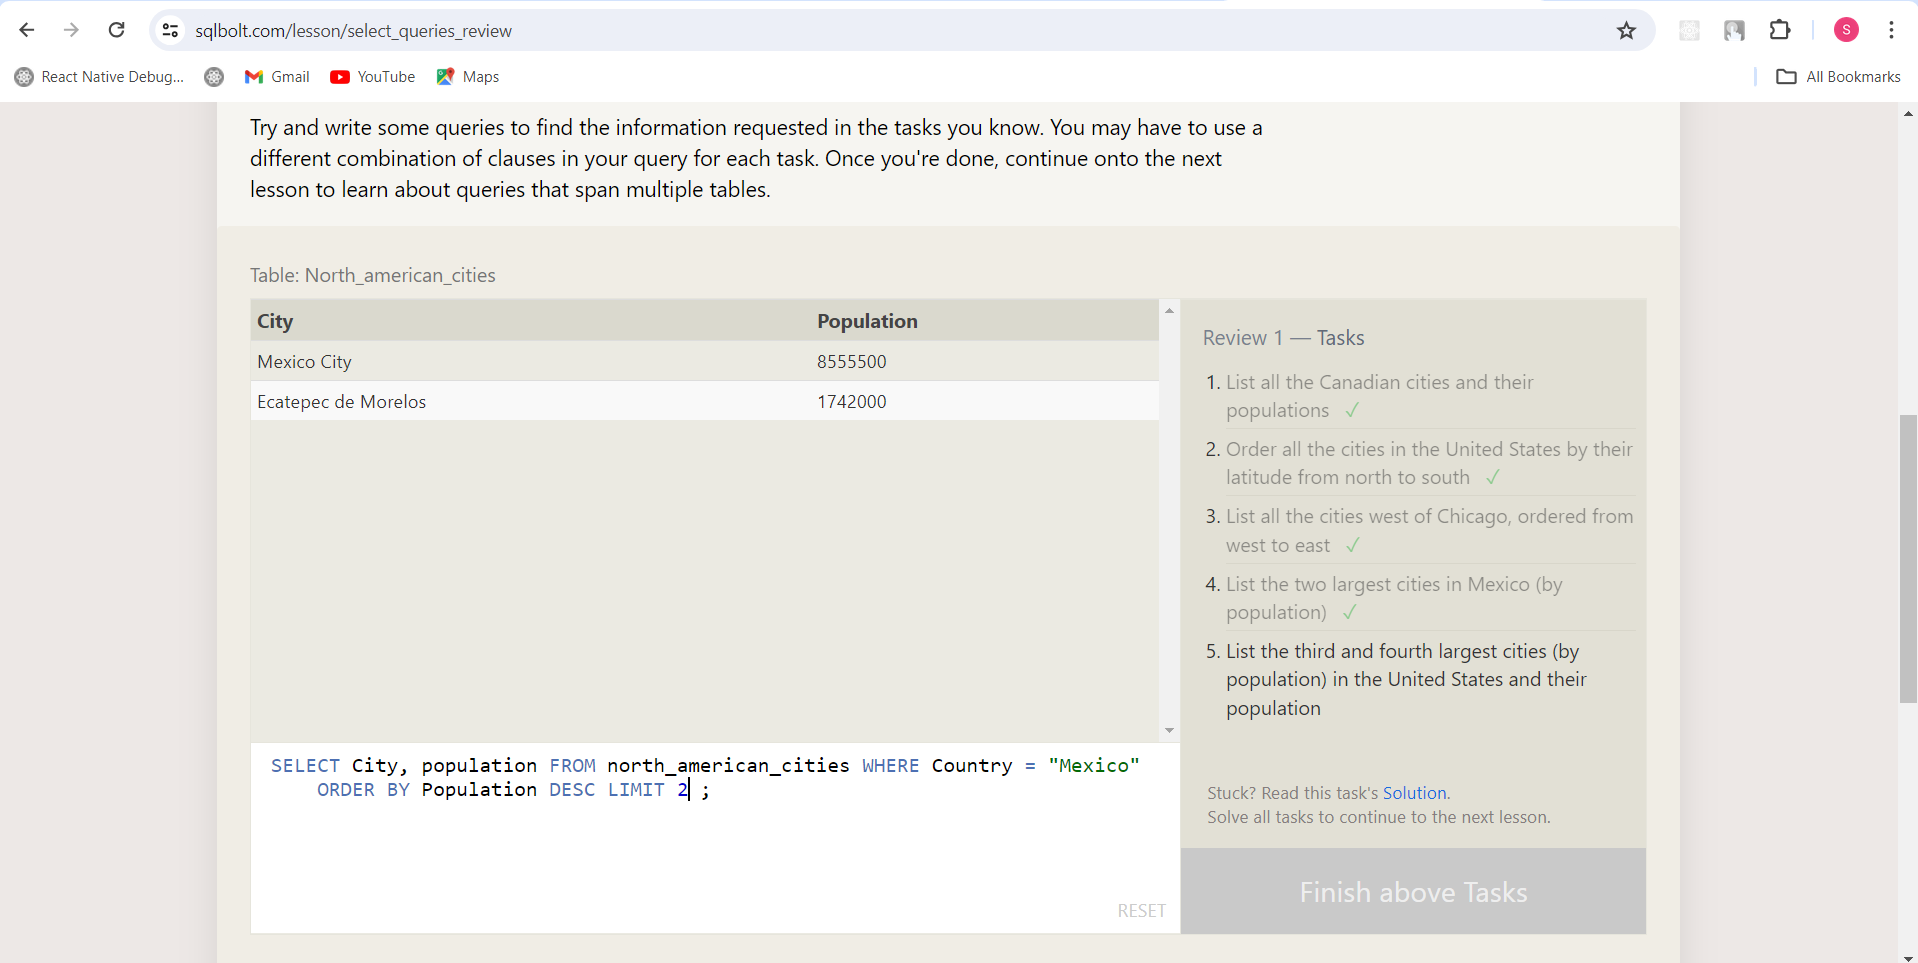 sqlbolt.com/lesson/select_queries_review
S
React Native Debug...
Gmail
YouTube
Maps
All Bookmarks
Try and write some queries to find the information requested in the tasks you know. You may have to use a
different combination of clauses in your query for each task. Once you're done, continue onto the next
lesson to learn about queries that span multiple tables.
Table: North_american_cities
City Population
Mexico City 8555500
Ecatepec de Morelos 1742000
Review 1 — Tasks
1. List all the Canadian cities and their
populations ✓
2. Order all the cities in the United States by their
latitude from north to south ✓
3. List all the cities west of Chicago, ordered from
west to east ✓
4. List the two largest cities in Mexico (by
population) ✓
5. List the third and fourth largest cities (by
population) in the United States and their
population
SELECT City, population FROM north_american_cities WHERE Country = "Mexico"
ORDER BY Population DESC LIMIT 2 ;
RESET
Stuck? Read this task's Solution.
Solve all tasks to continue to the next lesson.
Finish above Tasks